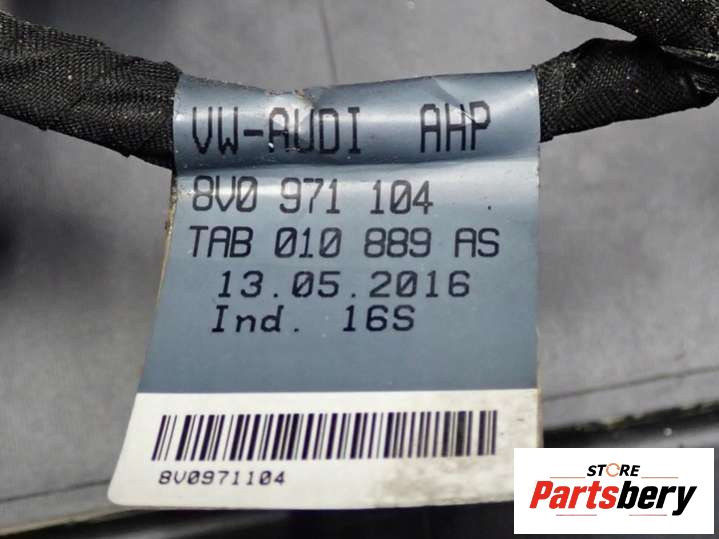 VW-AUDI AHP
8V0 971 104
TAB 010 889 AS
13.05.2016
Ind. 16S
8V0971104
STORE
Partsbery